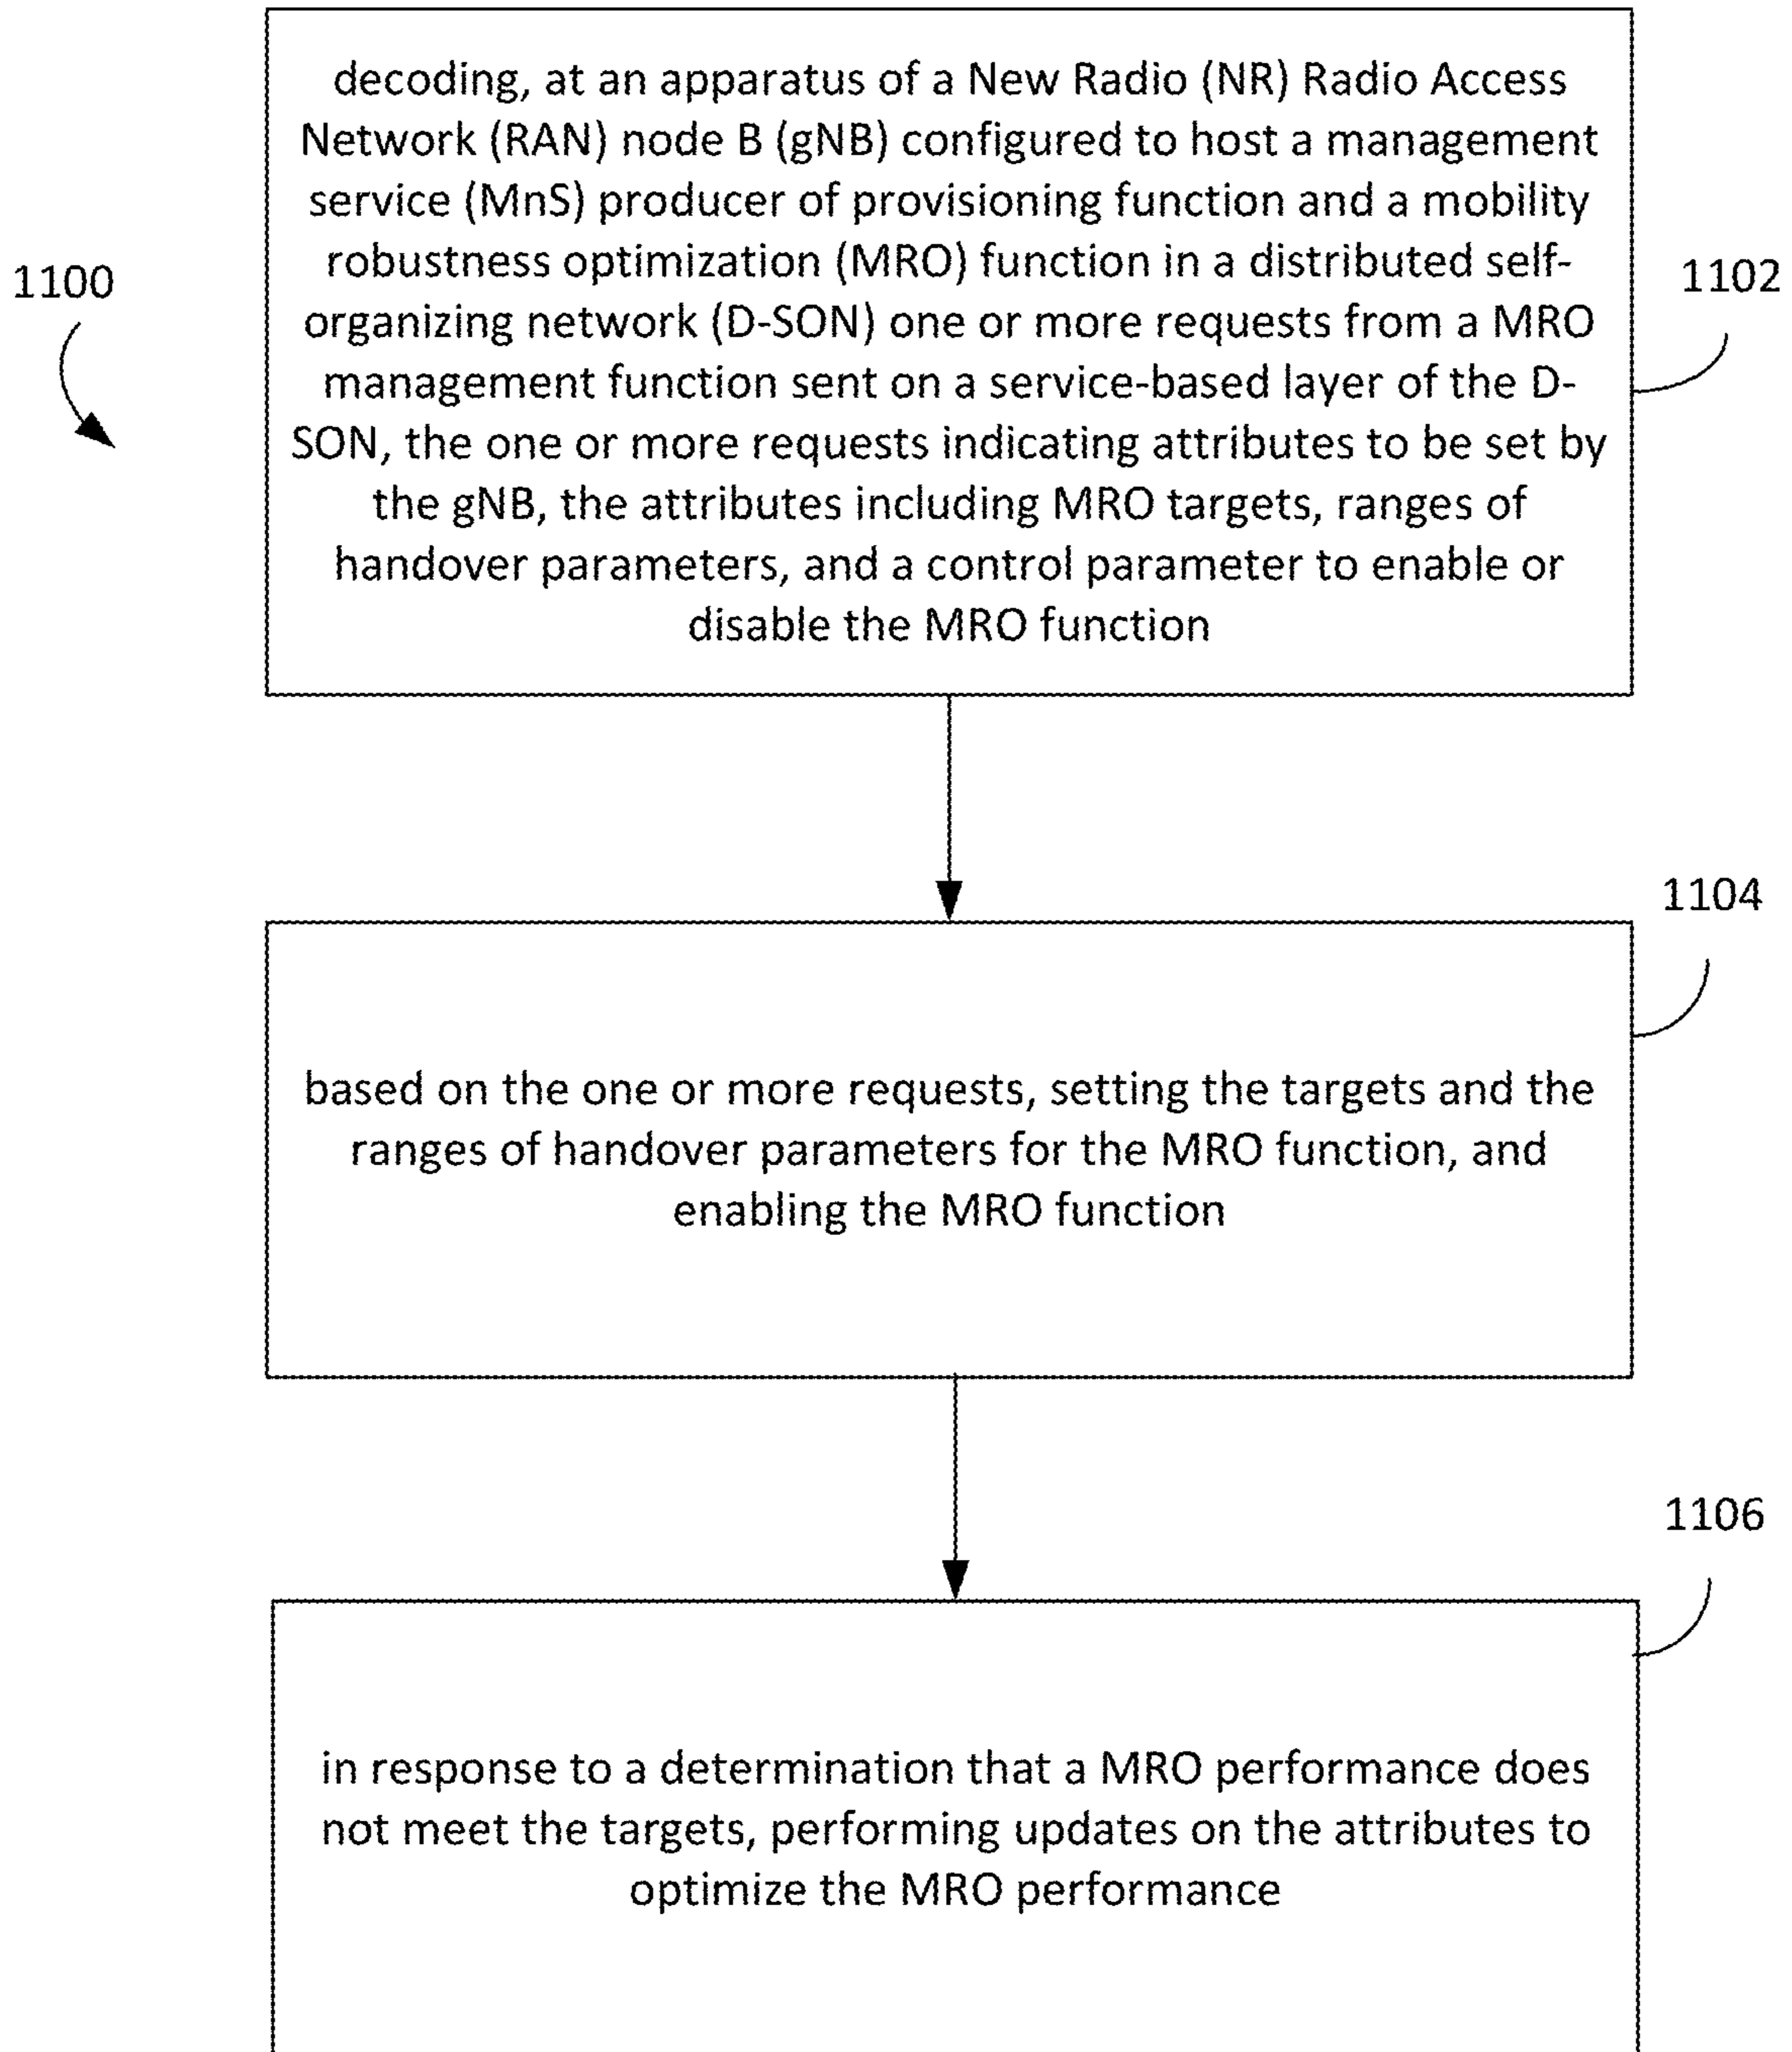 decoding, at an apparatus of a New Radio (NR) Radio Access
Network (RAN) node B (gNB) configured to host a management
service (MnS) producer of provisioning function and a mobility
robustness optimization (MRO) function in a distributed self-
organizing network (D-SON) one or more requests from a MRO
management function sent on a service-based layer of the D-
SON, the one or more requests indicating attributes to be set by
the gNB, the attributes including MRO targets, ranges of
handover parameters, and a control parameter to enable or
disable the MRO function
1100
1102
1104
based on the one or more requests, setting the targets and the
ranges of handover parameters for the MRO function, and
enabling the MRO function
1106
in response to a determination that a MRO performance does
not meet the targets, performing updates on the attributes to
optimize the MRO performance